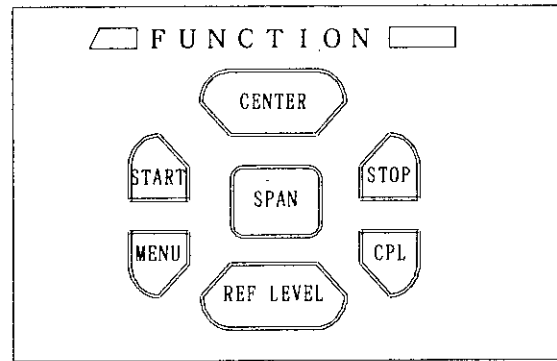 FUNCTION
CENTER
START
SPAN
STOP
MENU
CPL
REF LEVEL